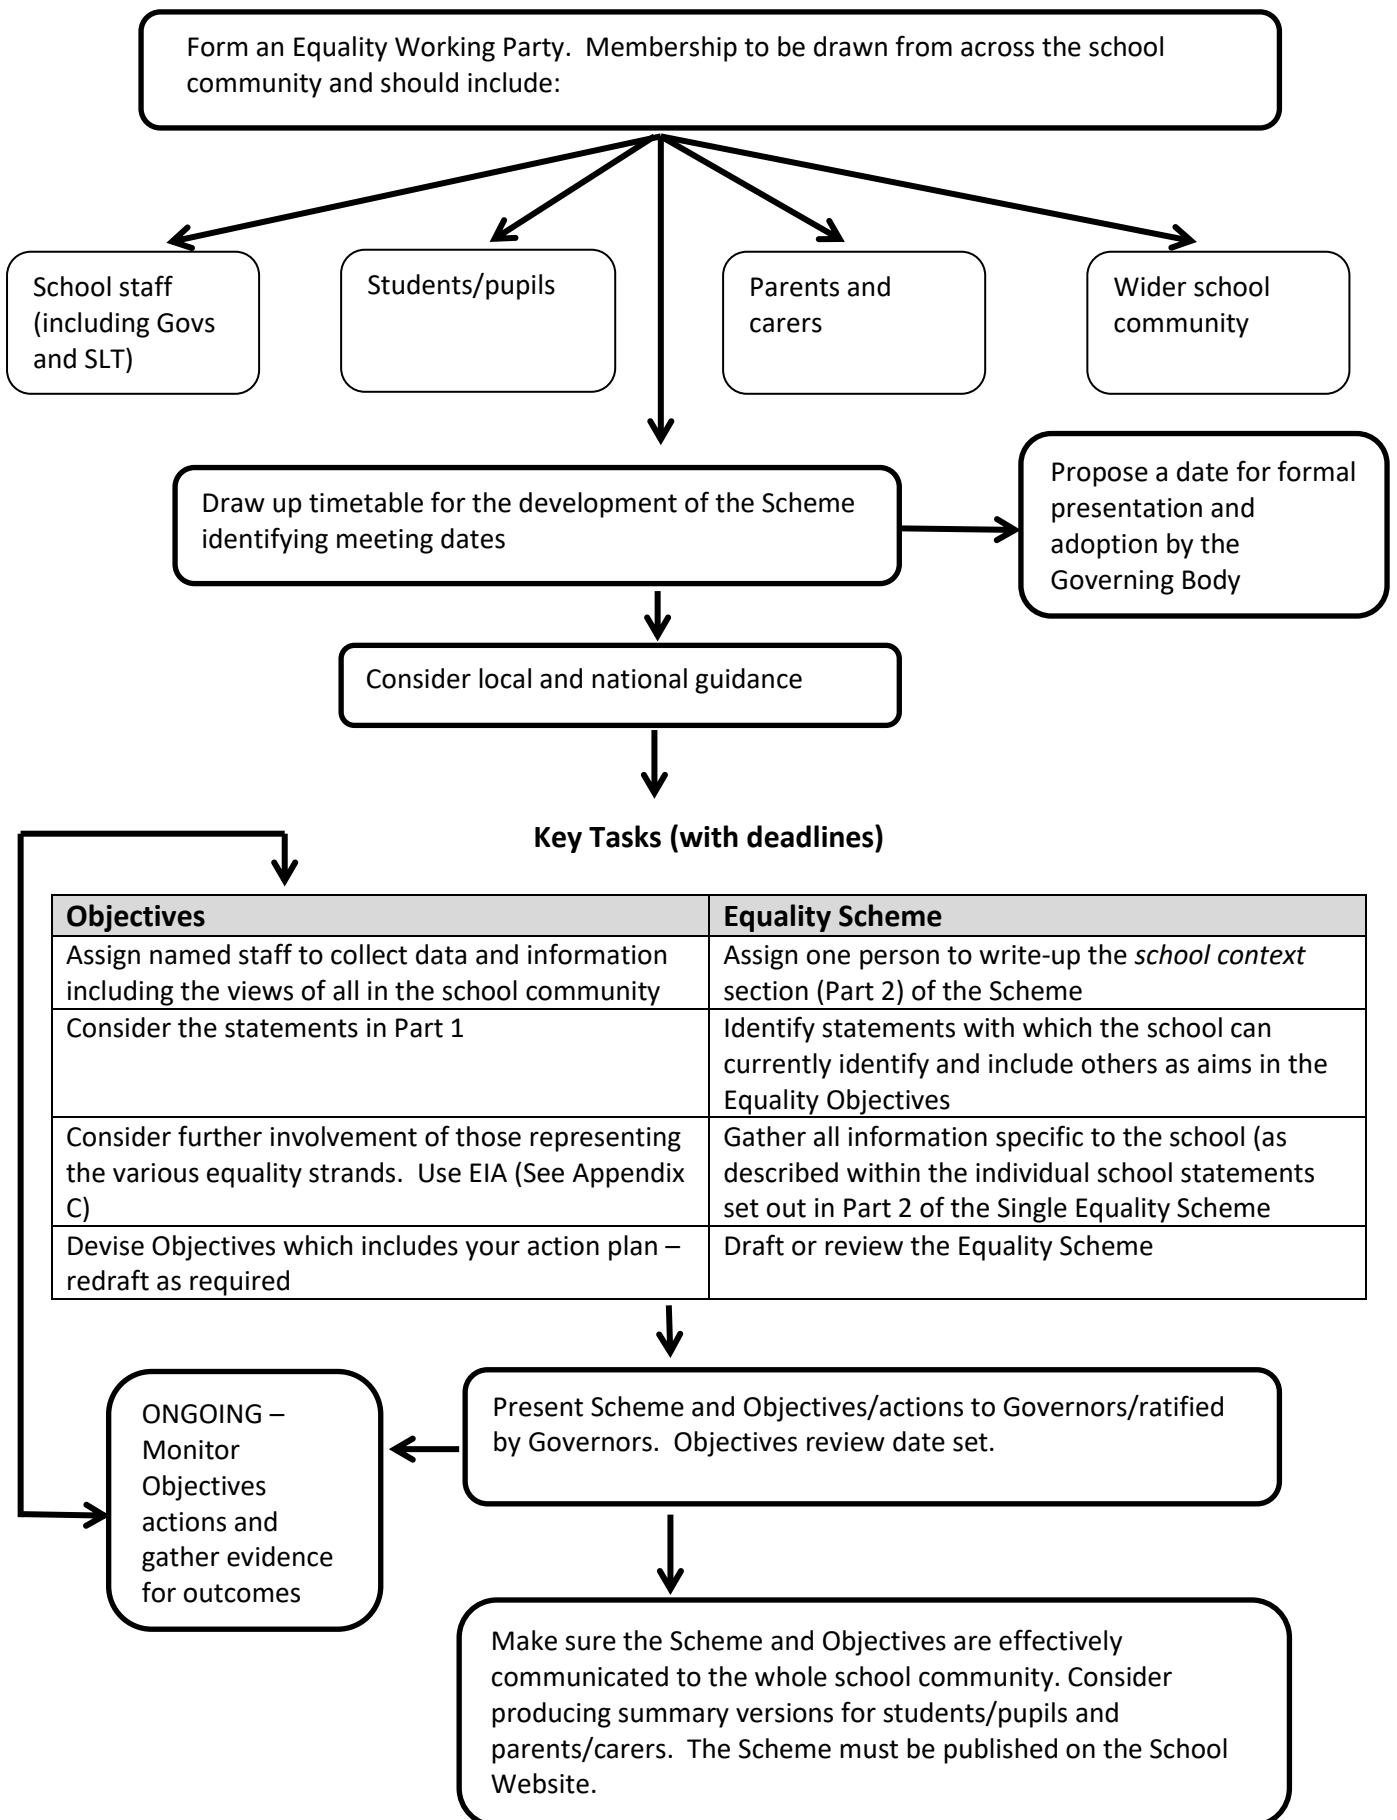 Form an Equality Working Party.  Membership to be drawn from across the school
community and should include:
School staff
(including Govs
and SLT)
Students/pupils
Parents and
carers
Wider school
community
Draw up timetable for the development of the Scheme
identifying meeting dates
Propose a date for formal
presentation and
adoption by the
Governing Body
Consider local and national guidance
Key Tasks (with deadlines)
Objectives
Equality Scheme
Assign named staff to collect data and information
including the views of all in the school community
Assign one person to write-up the school context
section (Part 2) of the Scheme
Consider the statements in Part 1
Identify statements with which the school can
currently identify and include others as aims in the
Equality Objectives
Consider further involvement of those representing
the various equality strands.  Use EIA (See Appendix
C)
Gather all information specific to the school (as
described within the individual school statements
set out in Part 2 of the Single Equality Scheme
Devise Objectives which includes your action plan –
redraft as required
Draft or review the Equality Scheme
ONGOING –
Monitor
Objectives
actions and
gather evidence
for outcomes
Present Scheme and Objectives/actions to Governors/ratified
by Governors.  Objectives review date set.
Make sure the Scheme and Objectives are effectively
communicated to the whole school community. Consider
producing summary versions for students/pupils and
parents/carers.  The Scheme must be published on the School
Website.